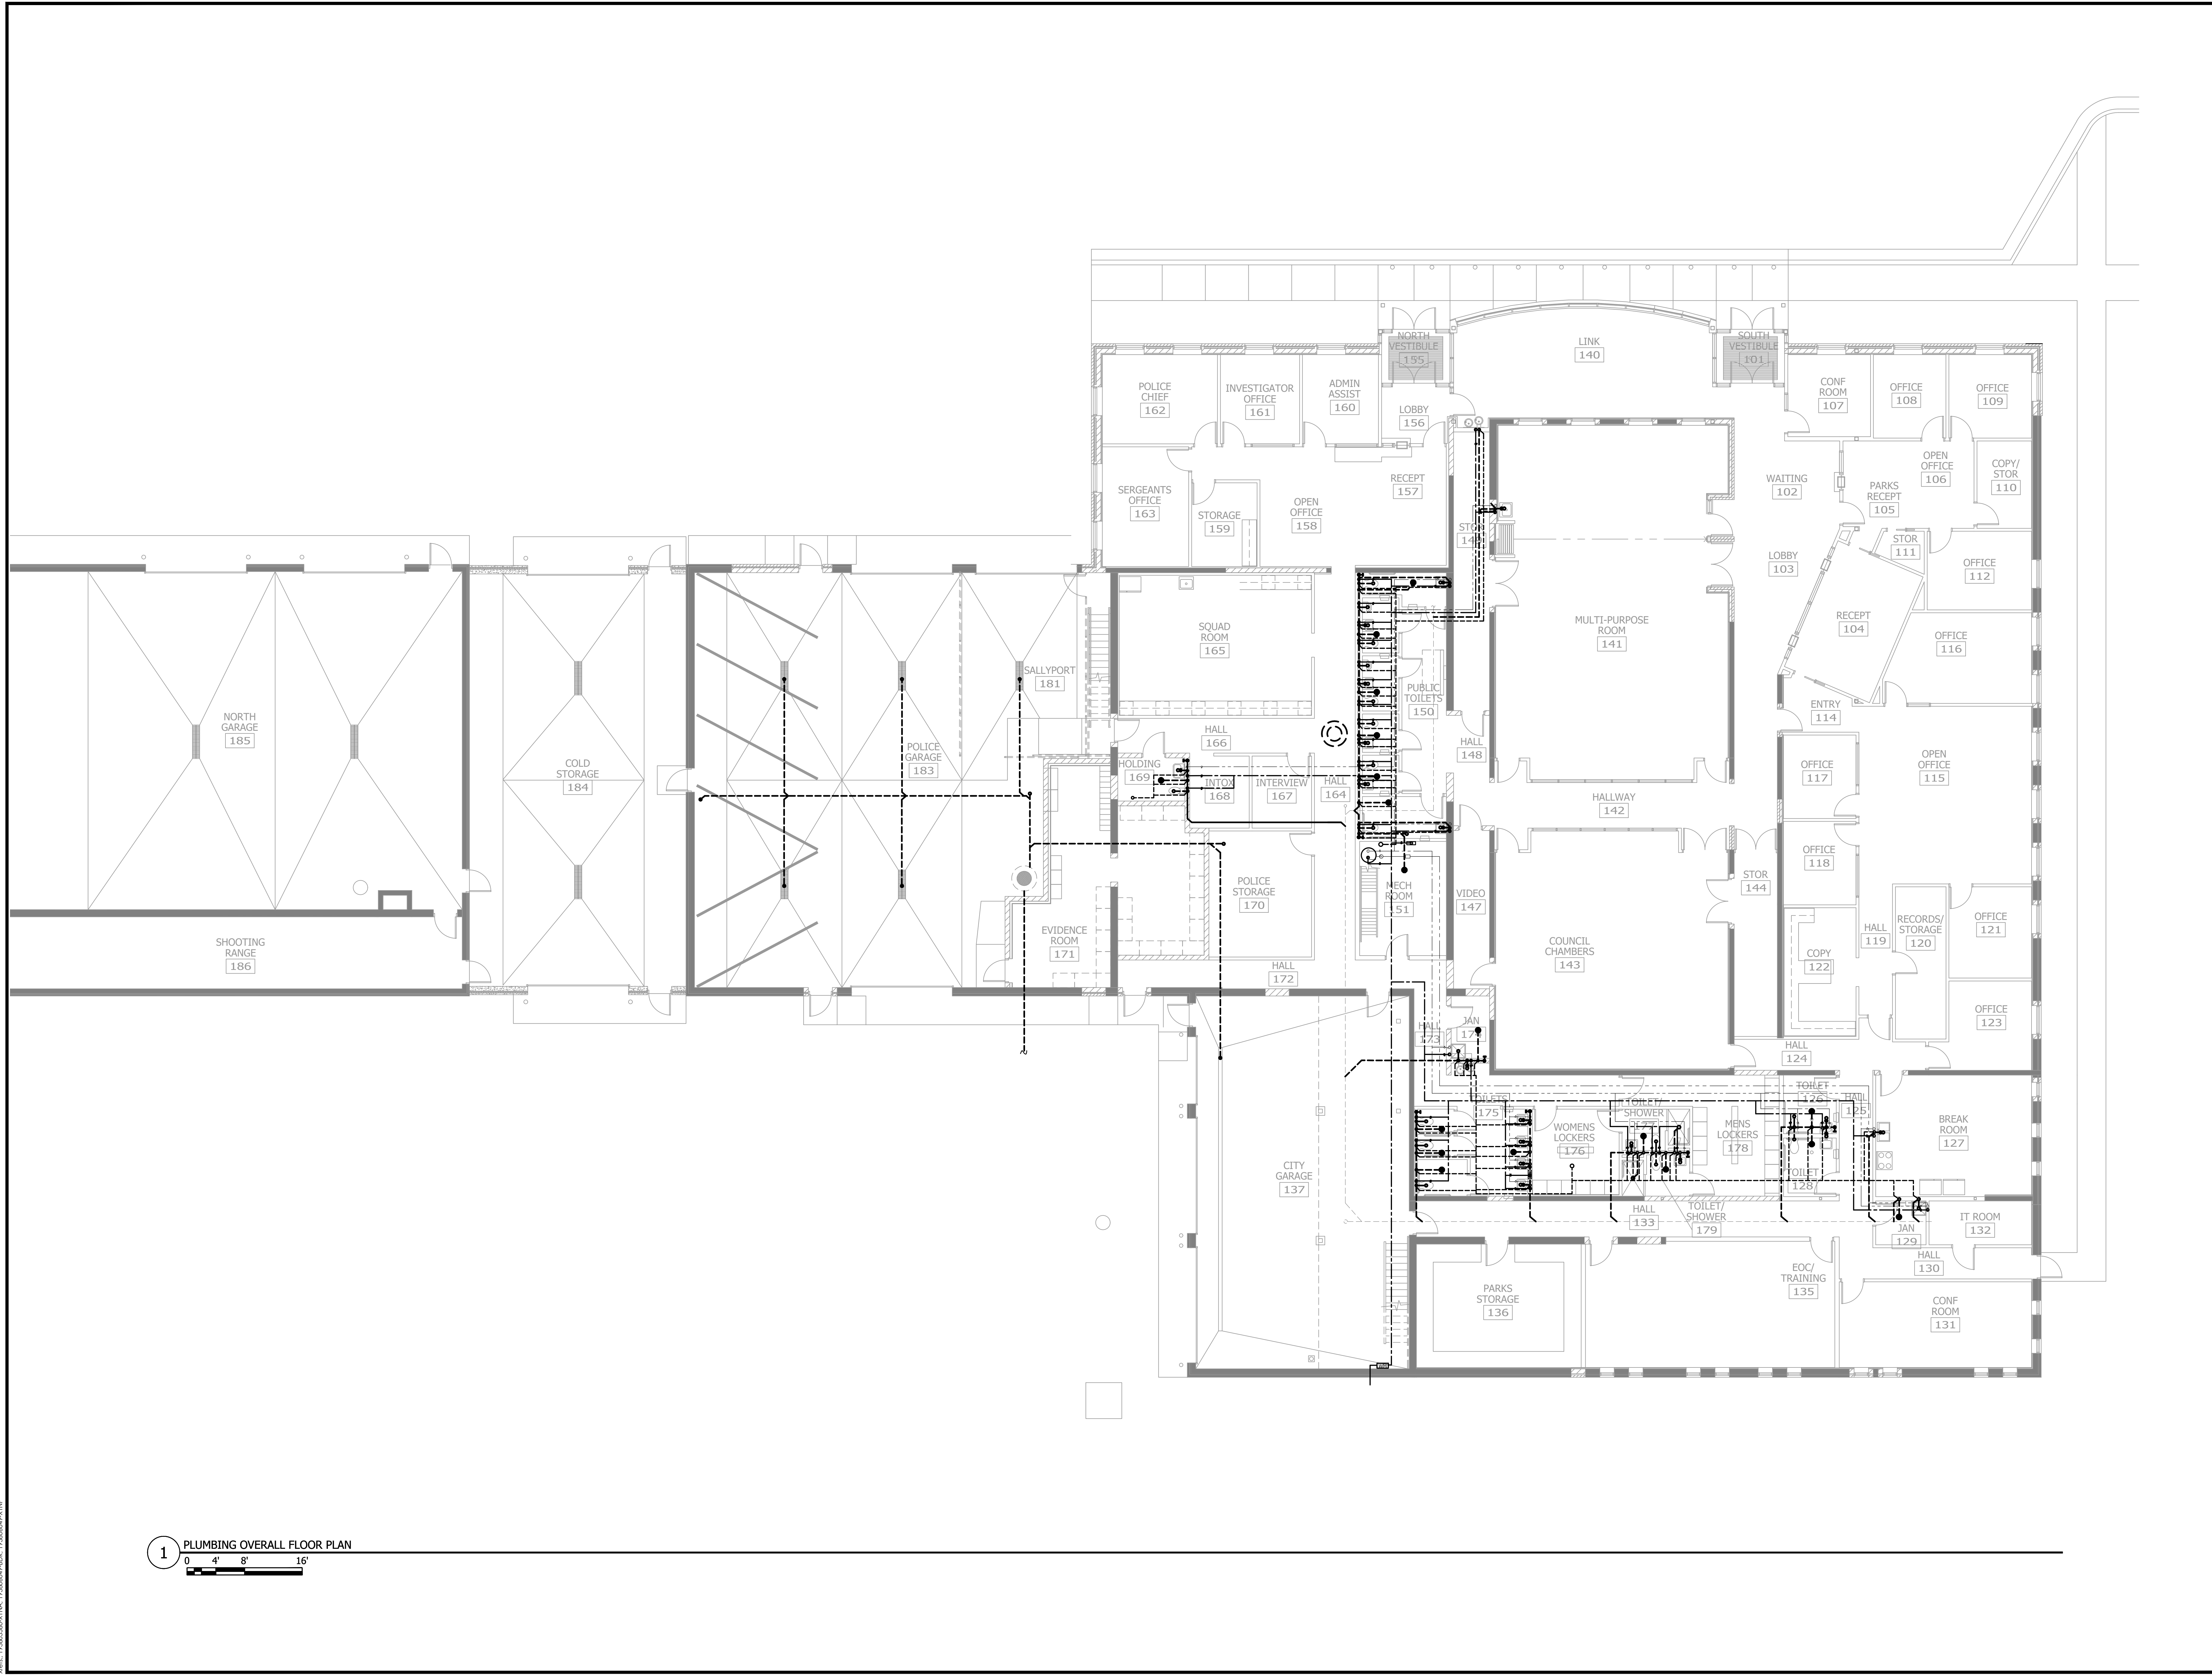 NORTH
VESTIBULE
155
LINK
140
SOUTH
VESTIBULE
101
POLICE
CHIEF
162
INVESTIGATOR
OFFICE
161
ADMIN
ASSIST
160
LOBBY
156
CONF
ROOM
107
OFFICE
108
OFFICE
109
SERGEANTS
OFFICE
163
STORAGE
159
OPEN
OFFICE
158
RECEPT
157
WAITING
102
PARKS
RECEPT
105
OPEN
OFFICE
106
COPY/
STOR
110
STOR
111
LOBBY
103
OFFICE
112
SQUAD
ROOM
165
MULTI-PURPOSE
ROOM
141
RECEPT
104
OFFICE
116
SALLYPORT
181
PUBLIC
TOILETS
150
ENTRY
114
NORTH
GARAGE
185
COLD
STORAGE
184
POLICE
GARAGE
183
HALL
166
HALL
148
HOLDING
169
INTOX
168
INTERVIEW
167
HALL
164
OFFICE
117
OPEN
OFFICE
115
HALLWAY
142
OFFICE
118
POLICE
STORAGE
170
MECH
ROOM
151
VIDEO
147
STOR
144
SHOOTING
RANGE
186
EVIDENCE
ROOM
171
COUNCIL
CHAMBERS
143
COPY
122
HALL
119
RECORDS/
STORAGE
120
OFFICE
121
HALL
172
OFFICE
123
HALL
173
JAN
HALL
124
175
WOMENS
LOCKERS
176
TOILET/
SHOWER
MENS
LOCKERS
178
TOILET
126
HALL
125
BREAK
ROOM
127
TOILET
128
CITY
GARAGE
137
HALL
133
TOILET/
SHOWER
179
JAN
129
IT ROOM
132
HALL
130
PARKS
STORAGE
136
EOC/
TRAINING
135
CONF
ROOM
131
1
PLUMBING OVERALL FLOOR PLAN
0 4' 8' 16'